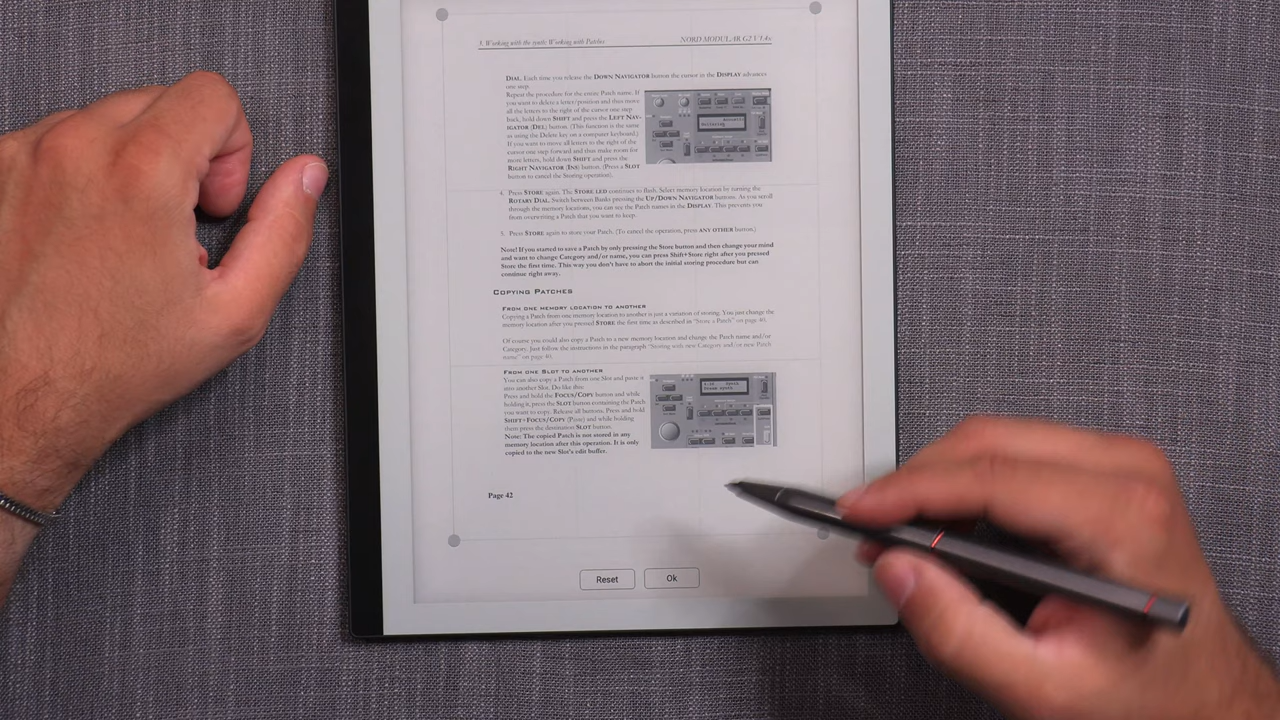 3. Working with the synth: Working with Patches
NORD MODULAR G2 V1.4x
DIAL. Each time you release the DOWN NAVIGATOR button the cursor in the DISPLAY advances
one step.
Repeat the procedure for the entire Patch name. If
you want to delete a letter/position and thus move
all the letters to the right of the cursor one step
back, hold down SHIFT and press the LEFT NAV-
IGATOR (DEL) button. (This function is the same
as using the Delete key on a computer keyboard.)
If you want to move all letters to the right of the
cursor one step forward and thus make room for
more letters, hold down SHIFT and press the
RIGHT NAVIGATOR (INS) button. (Press a SLOT
button to cancel the Storing operation).
4. Press STORE again. The STORE LED continues to flash. Select memory location by turning the
ROTARY DIAL. Switch between Banks pressing the UP/DOWN NAVIGATOR buttons. As you scroll
through the memory locations, you can see the Patch names in the DISPLAY. This prevents you
from overwriting a Patch that you want to keep.
5. Press STORE again to store your Patch. (To cancel the operation, press ANY OTHER button.)
Note! If you started to save a Patch by only pressing the Store button and then change your mind
and want to change Category and/or name, you can press Shift+Store right after you pressed
Store the first time. This way you don't have to abort the initial storing procedure but can
continue right away.
COPYING PATCHES
FROM ONE MEMORY LOCATION TO ANOTHER
Copying a Patch from one memory location to another is just a variation of storing. You just change the
memory location after you pressed STORE the first time as described in "Store a Patch" on page 40.
Of course you could also copy a Patch to a new memory location and change the Patch name and/or
Category. Just follow the instructions in the paragraph "Storing with new Category and/or new Patch
name" on page 40.
FROM ONE SLOT TO ANOTHER
You can also copy a Patch from one Slot and paste it
into another Slot. Do like this:
Press and hold the FOCUS/COPY button and while
holding it, press the SLOT button containing the Patch
you want to copy. Release all buttons. Press and hold
SHIFT+FOCUS/COPY (Paste) and while holding
them press the destination SLOT button.
Note: The copied Patch is not stored in any
memory location after this operation. It is only
copied to the new Slot's edit buffer.
Page 42
Reset
Ok